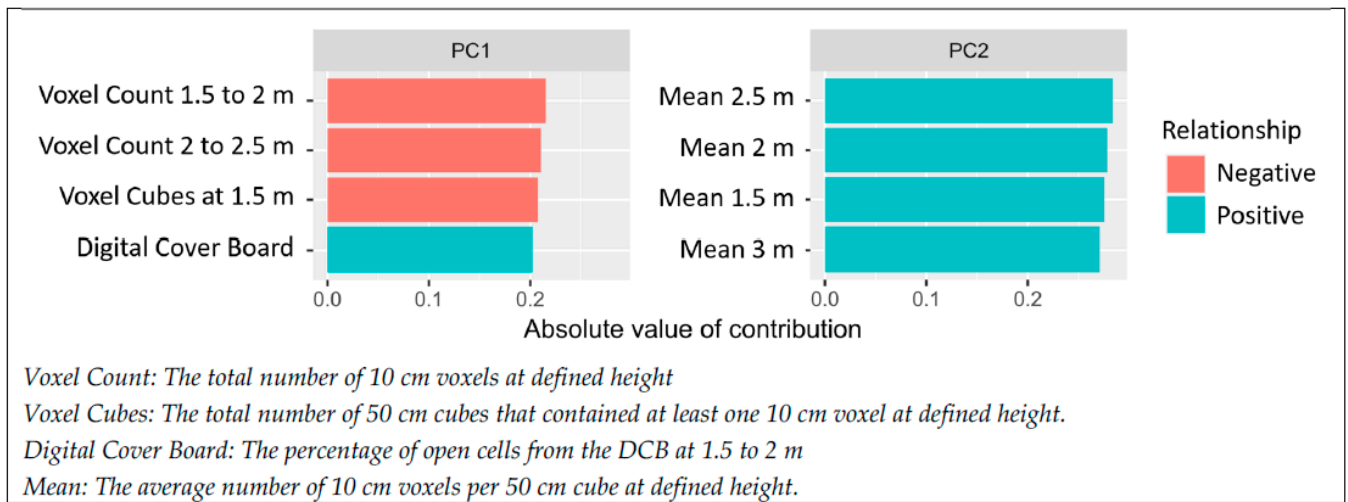 PC1
Voxel Count 1.5 to 2 m
Voxel Count 2 to 2.5 m
Voxel Cubes at 1.5 m
Digital Cover Board
0.0 0.1 0.2
PC2
Mean 2.5 m
Mean 2 m
Mean 1.5 m
Mean 3 m
0.0 0.1 0.2
Absolute value of contribution
Relationship
Negative
Positive
Voxel Count: The total number of 10 cm voxels at defined height
Voxel Cubes: The total number of 50 cm cubes that contained at least one 10 cm voxel at defined height.
Digital Cover Board: The percentage of open cells from the DCB at 1.5 to 2 m
Mean: The average number of 10 cm voxels per 50 cm cube at defined height.